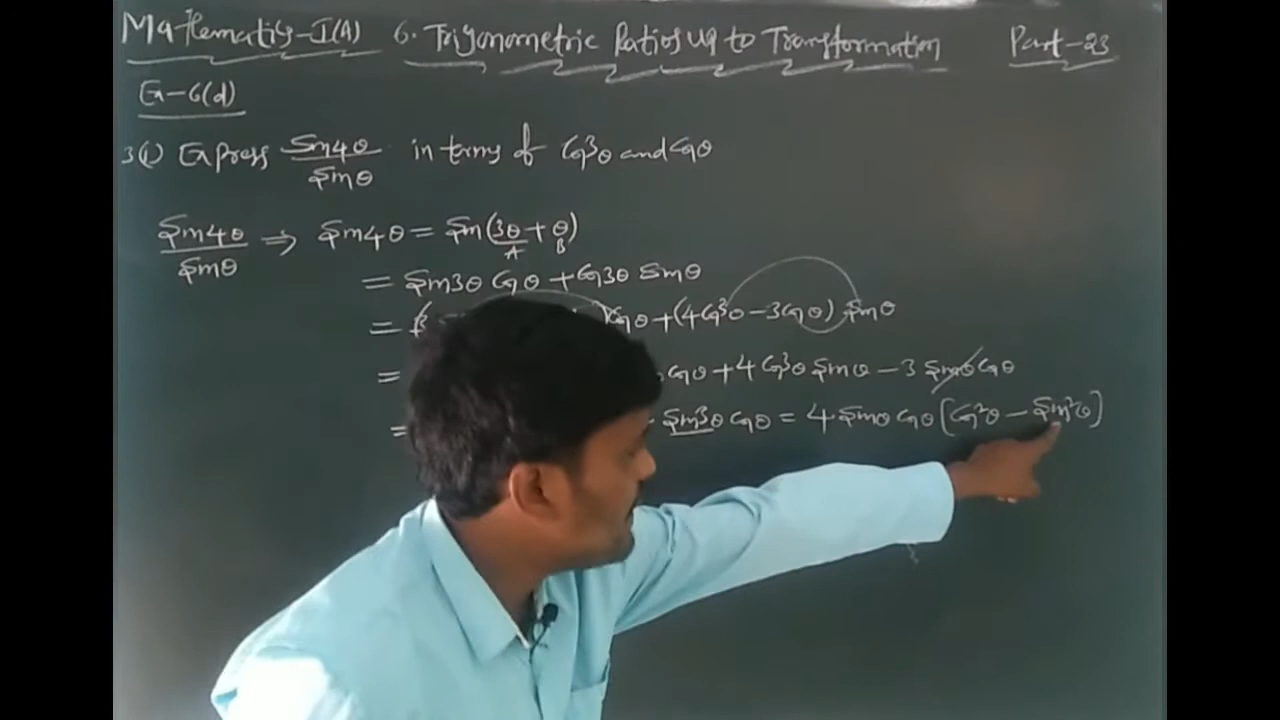 Mathematics-I(A) 6. Trigonometric Ratios up to Transformation Part-23
Ex-6(d)
3(i) Express sin4θ/sinθ in terms of cos³θ and cosθ
sin4θ/sinθ ⇒ sin4θ = sin(3θ + θ)
A B
= sin3θ cosθ + cos3θ sinθ
= ( )cosθ + (4cos³θ - 3cosθ) sinθ
= cosθ + 4cos³θ sinθ - 3 sinθ cosθ
= sin³θ cosθ = 4 sinθ cosθ [cos²θ - sin²θ]